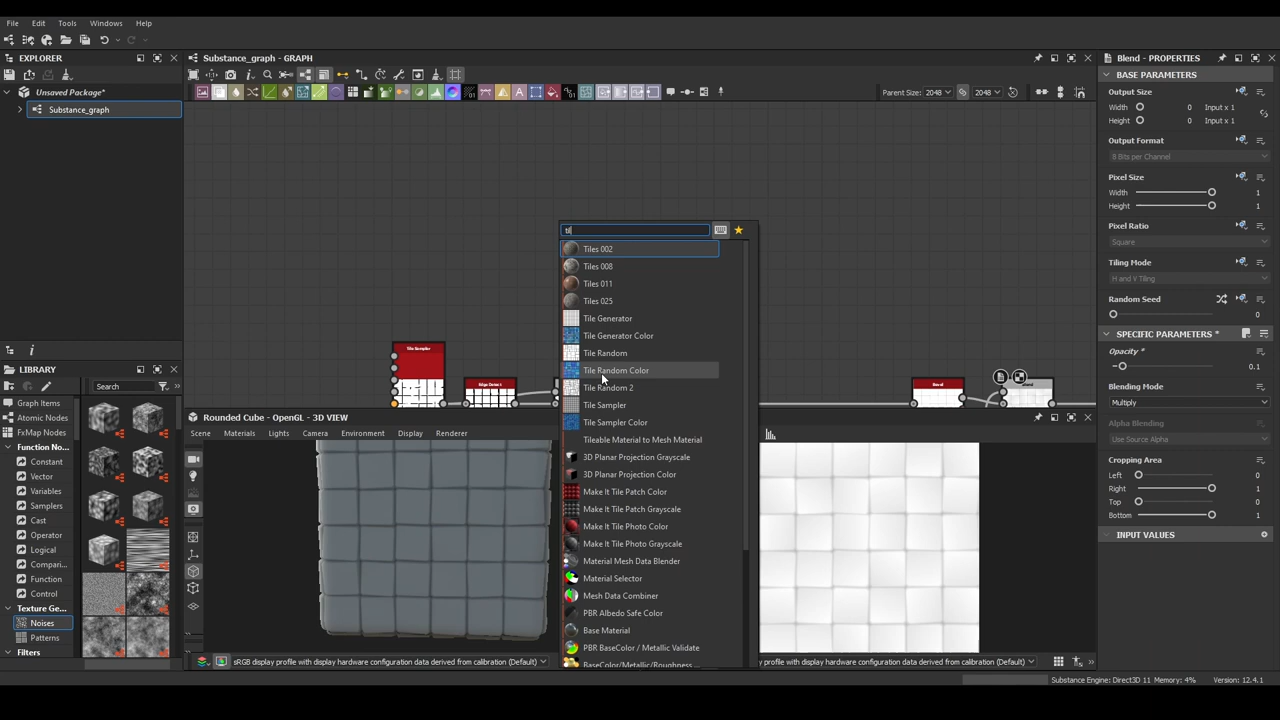 File Edit Tools Windows Help
EXPLORER
Unsaved Package*
Substance_graph
Substance_graph - GRAPH
Parent Size: 2048
2048
til
Tiles 002
Tiles 008
Tiles 011
Tiles 025
Tile Generator
Tile Generator Color
Tile Random
Tile Random Color
Tile Random 2
Tile Sampler
Tile Sampler Color
Tileable Material to Mesh Material
3D Planar Projection Grayscale
3D Planar Projection Color
Make It Tile Patch Color
Make It Tile Patch Grayscale
Make It Tile Photo Color
Make It Tile Photo Grayscale
Material Mesh Data Blender
Material Selector
Mesh Data Combiner
PBR Albedo Safe Color
Base Material
PBR BaseColor / Metallic Validate
BaseColor/Metallic/Roughness ...
Tile Sampler
Edge Detect
Bevel
Blend
LIBRARY
Search
Graph Items
Atomic Nodes
FxMap Nodes
Function No...
Constant
Vector
Variables
Samplers
Cast
Operator
Logical
Compari...
Function
Control
Texture Ge...
Noises
Patterns
Filters
Rounded Cube - OpenGL - 3D VIEW
Scene Materials Lights Camera Environment Display Renderer
sRGB display profile with display hardware configuration data derived from calibration (Default)
y profile with display hardware configuration data derived from calibration (Default)
Blend - PROPERTIES
BASE PARAMETERS
Output Size
Width 0 Input x 1
Height 0 Input x 1
Output Format
8 Bits per Channel
Pixel Size
Width 1
Height 1
Pixel Ratio
Square
Tiling Mode
H and V Tiling
Random Seed
0
SPECIFIC PARAMETERS *
Opacity *
0.1
Blending Mode
Multiply
Alpha Blending
Use Source Alpha
Cropping Area
Left 0
Right 1
Top 0
Bottom 1
INPUT VALUES
Substance Engine: Direct3D 11 Memory: 4% Version: 12.4.1